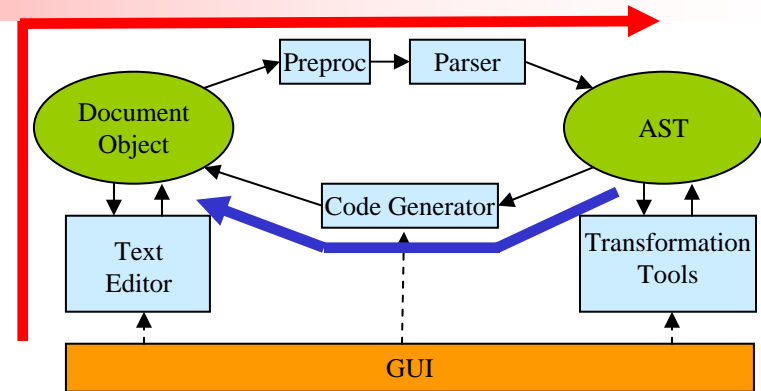 Preproc
Parser
Document
Object
AST
Code Generator
Text
Editor
Transformation
Tools
GUI